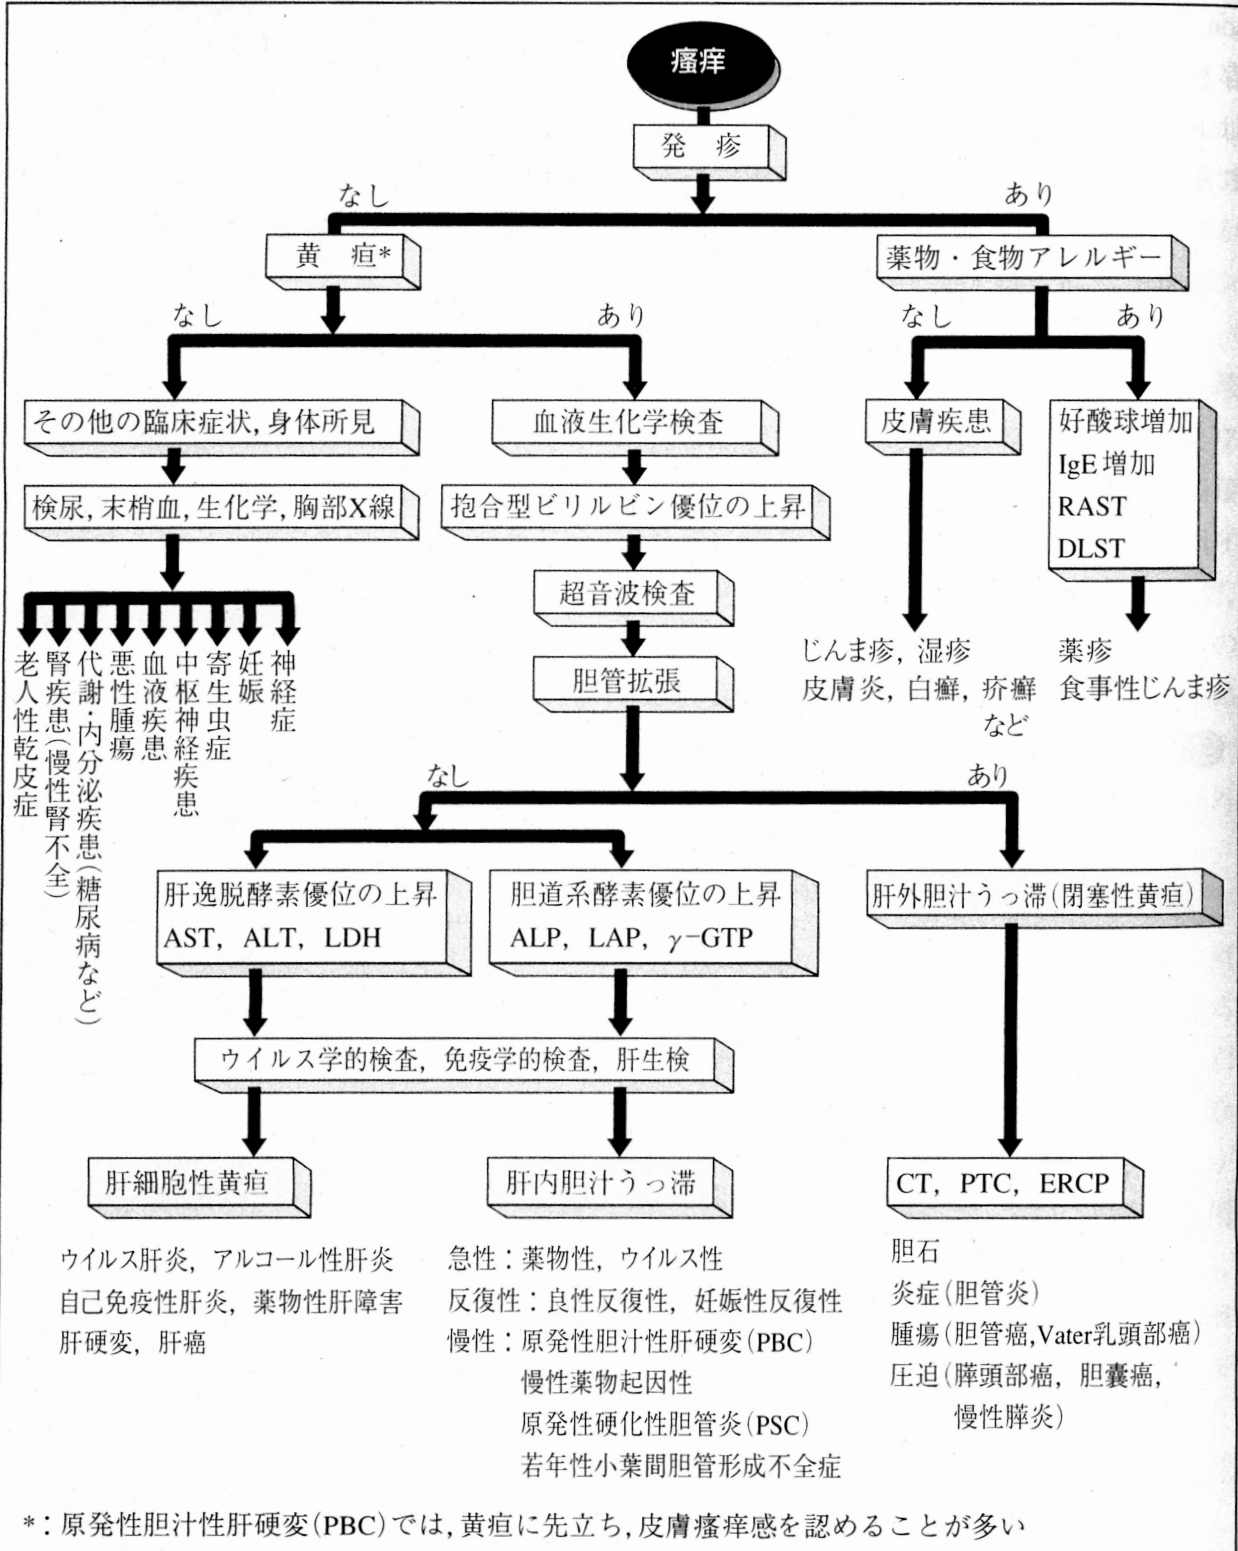 瘙痒
発 疹
なし
あり
黄 疸*
薬物・食物アレルギー
なし
あり
なし
あり
その他の臨床症状, 身体所見
血液生化学検査
皮膚疾患
好酸球増加
IgE増加
RAST
DLST
検尿, 末梢血, 生化学, 胸部X線
抱合型ビリルビン優位の上昇
超音波検査
胆管拡張
老人性乾皮症
腎疾患(慢性腎不全)
代謝・内分泌疾患(糖尿病など)
悪性腫瘍
血液疾患
中枢神経疾患
寄生虫症
妊娠
神経症
じんま疹, 湿疹
皮膚炎, 白癬, 疥癬
など
薬疹
食事性じんま疹
なし
あり
肝逸脱酵素優位の上昇
AST, ALT, LDH
胆道系酵素優位の上昇
ALP, LAP, γ-GTP
肝外胆汁うっ滞(閉塞性黄疸)
ウイルス学的検査, 免疫学的検査, 肝生検
肝細胞性黄疸
肝内胆汁うっ滞
CT, PTC, ERCP
ウイルス肝炎, アルコール性肝炎
自己免疫性肝炎, 薬物性肝障害
肝硬変, 肝癌
急性：薬物性, ウイルス性
反復性：良性反復性, 妊娠性反復性
慢性：原発性胆汁性肝硬変(PBC)
慢性薬物起因性
原発性硬化性胆管炎(PSC)
若年性小葉間胆管形成不全症
胆石
炎症(胆管炎)
腫瘍(胆管癌,Vater乳頭部癌)
圧迫(膵頭部癌, 胆嚢癌,
慢性膵炎)
*：原発性胆汁性肝硬変(PBC)では, 黄疸に先立ち, 皮膚瘙痒感を認めることが多い